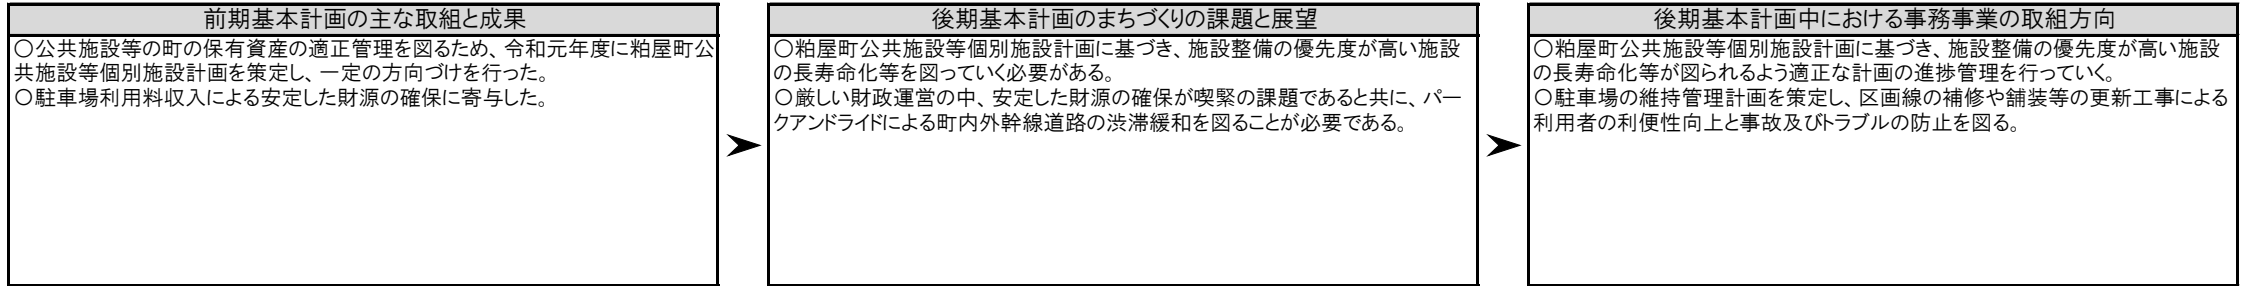 前期基本計画の主な取組と成果
〇公共施設等の町の保有資産の適正管理を図るため、令和元年度に粕屋町公
共施設等個別施設計画を策定し、一定の方向づけを行った。
〇駐車場利用料収入による安定した財源の確保に寄与した。
後期基本計画のまちづくりの課題と展望
〇粕屋町公共施設等個別施設計画に基づき、施設整備の優先度が高い施設
の長寿命化等を図っていく必要がある。
〇厳しい財政運営の中、安定した財源の確保が喫緊の課題であると共に、パー
クアンドライドによる町内外幹線道路の渋滞緩和を図ることが必要である。
後期基本計画中における事務事業の取組方向
〇粕屋町公共施設等個別施設計画に基づき、施設整備の優先度が高い施設
の長寿命化等が図られるよう適正な計画の進捗管理を行っていく。
〇駐車場の維持管理計画を策定し、区画線の補修や舗装等の更新工事による
利用者の利便性向上と事故及びトラブルの防止を図る。